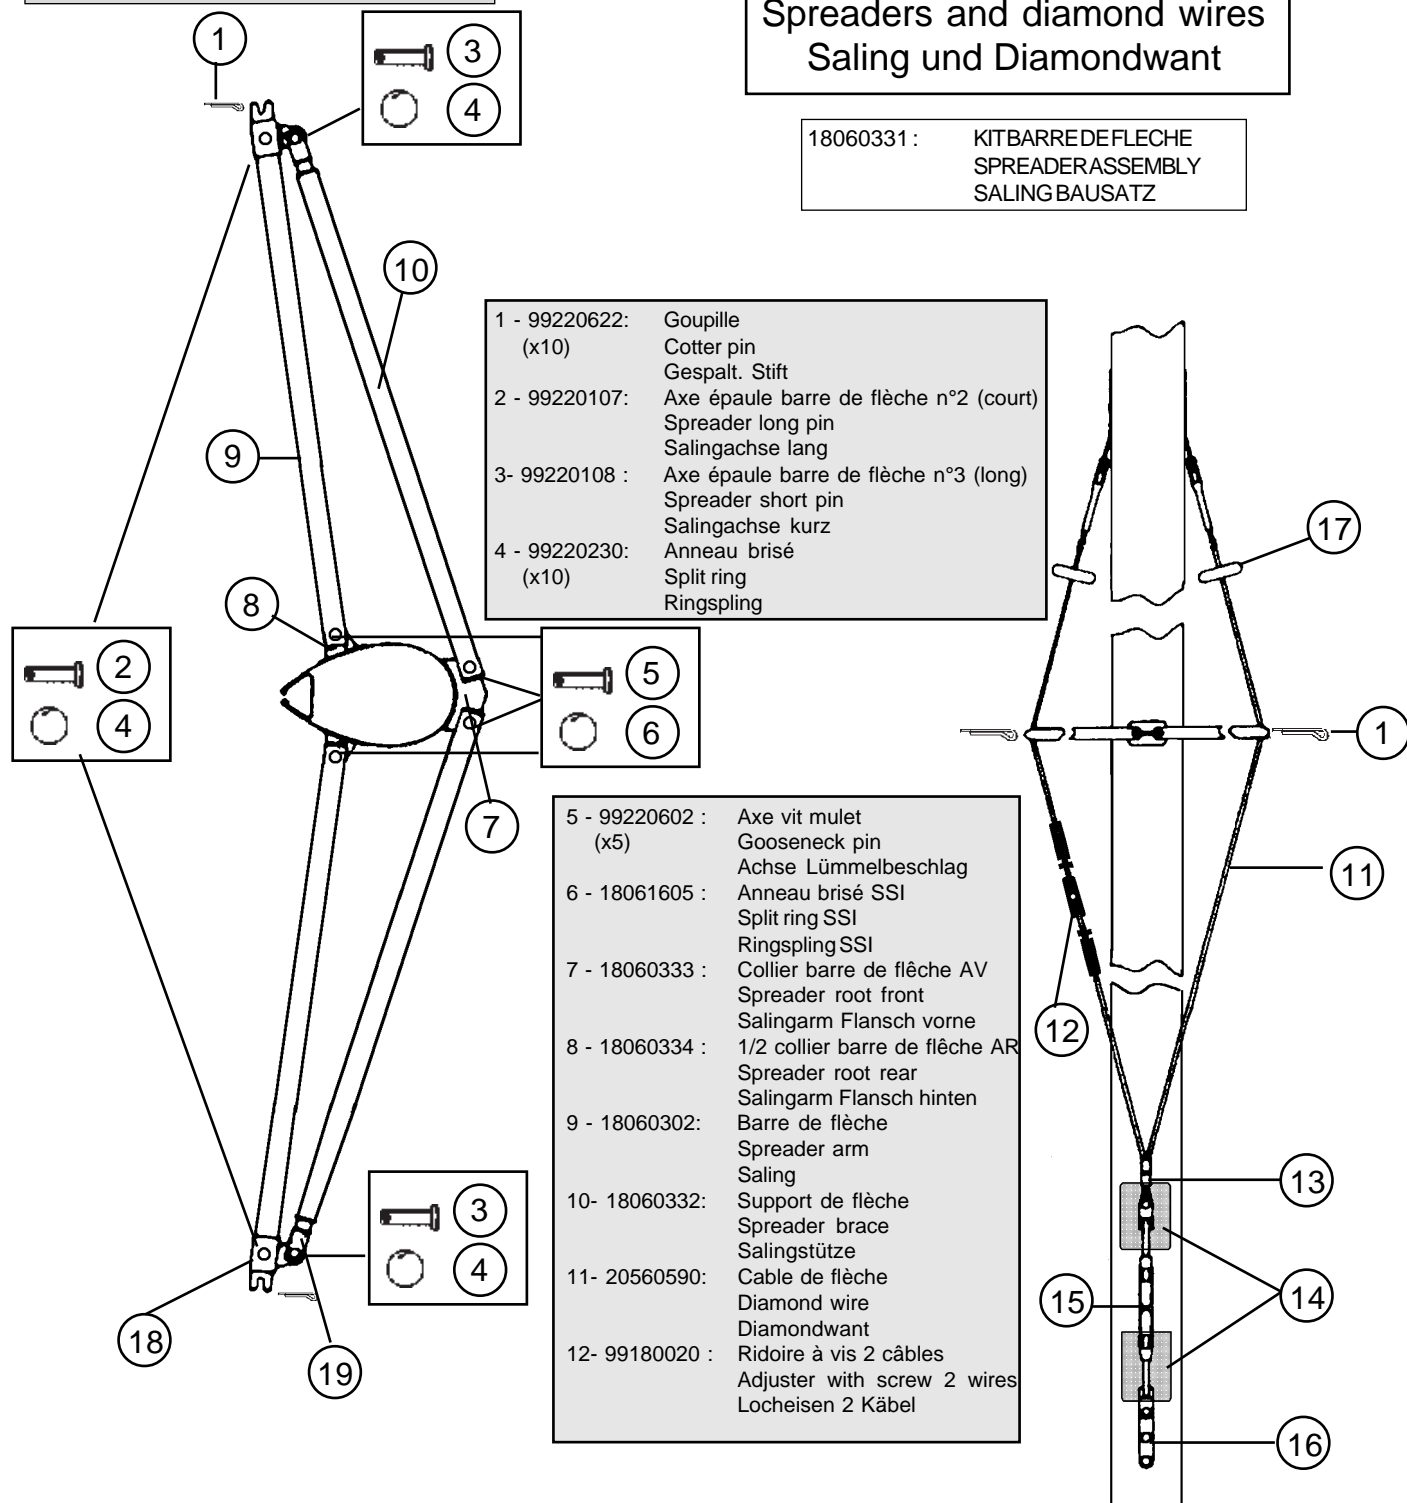 Spreaders and diamond wires
Saling und Diamondwant
18060331 : KIT BARRE DE FLECHE
SPREADER ASSEMBLY
SALING BAUSATZ
1
3
4
10
9
8
2
4
5
6
7
3
4
18
19
1 - 99220622: Goupille
(x10) Cotter pin
Gespalt. Stift
2 - 99220107: Axe épaule barre de flèche n°2 (court)
Spreader long pin
Salingachse lang
3- 99220108 : Axe épaule barre de flèche n°3 (long)
Spreader short pin
Salingachse kurz
4 - 99220230: Anneau brisé
(x10) Split ring
Ringspling
5 - 99220602 : Axe vit mulet
(x5) Gooseneck pin
Achse Lümmelbeschlag
6 - 18061605 : Anneau brisé SSI
Split ring SSI
Ringspling SSI
7 - 18060333 : Collier barre de flêche AV
Spreader root front
Salingarm Flansch vorne
8 - 18060334 : 1/2 collier barre de flêche AR
Spreader root rear
Salingarm Flansch hinten
9 - 18060302: Barre de flèche
Spreader arm
Saling
10- 18060332: Support de flèche
Spreader brace
Salingstütze
11- 20560590: Cable de flèche
Diamond wire
Diamondwant
12- 99180020 : Ridoire à vis 2 câbles
Adjuster with screw 2 wires
Locheisen 2 Käbel
17
1
11
12
13
14
15
16